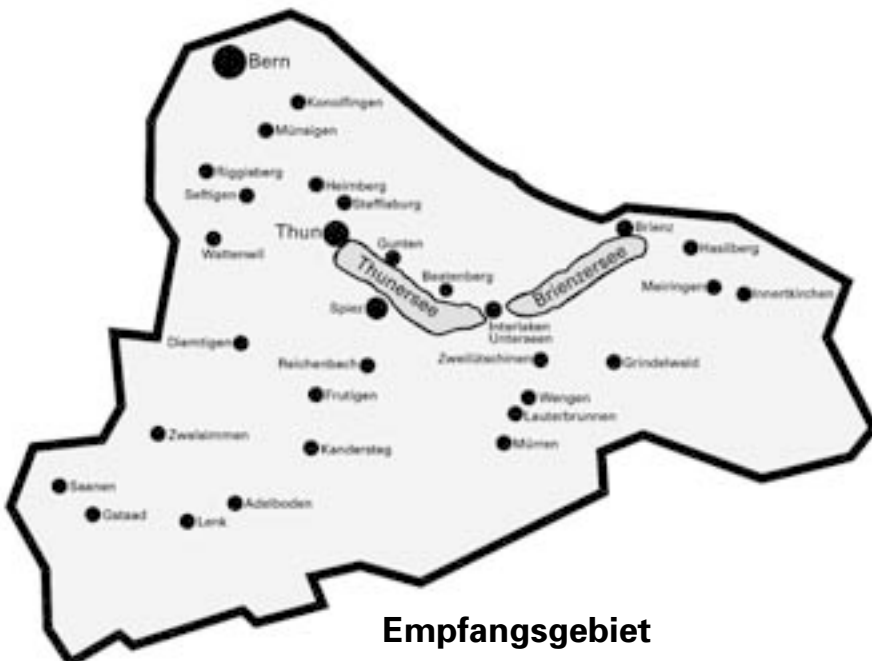 Bern
Konolfingen
Münsigen
Riggisberg
Heimberg
Seftigen
Steffisburg
Thun
Gunten
Brienz
Wattenwil
Hasliberg
Thunersee
Beatenberg
Brienzersee
Meiringen
Innertkirchen
Spiez
Interlaken
Unterseen
Diemtigen
Zweilütschinen
Grindelwald
Reichenbach
Frutigen
Wengen
Lauterbrunnen
Zweisimmen
Kandersteg
Mürren
Saanen
Adelboden
Gstaad
Lenk
Empfangsgebiet